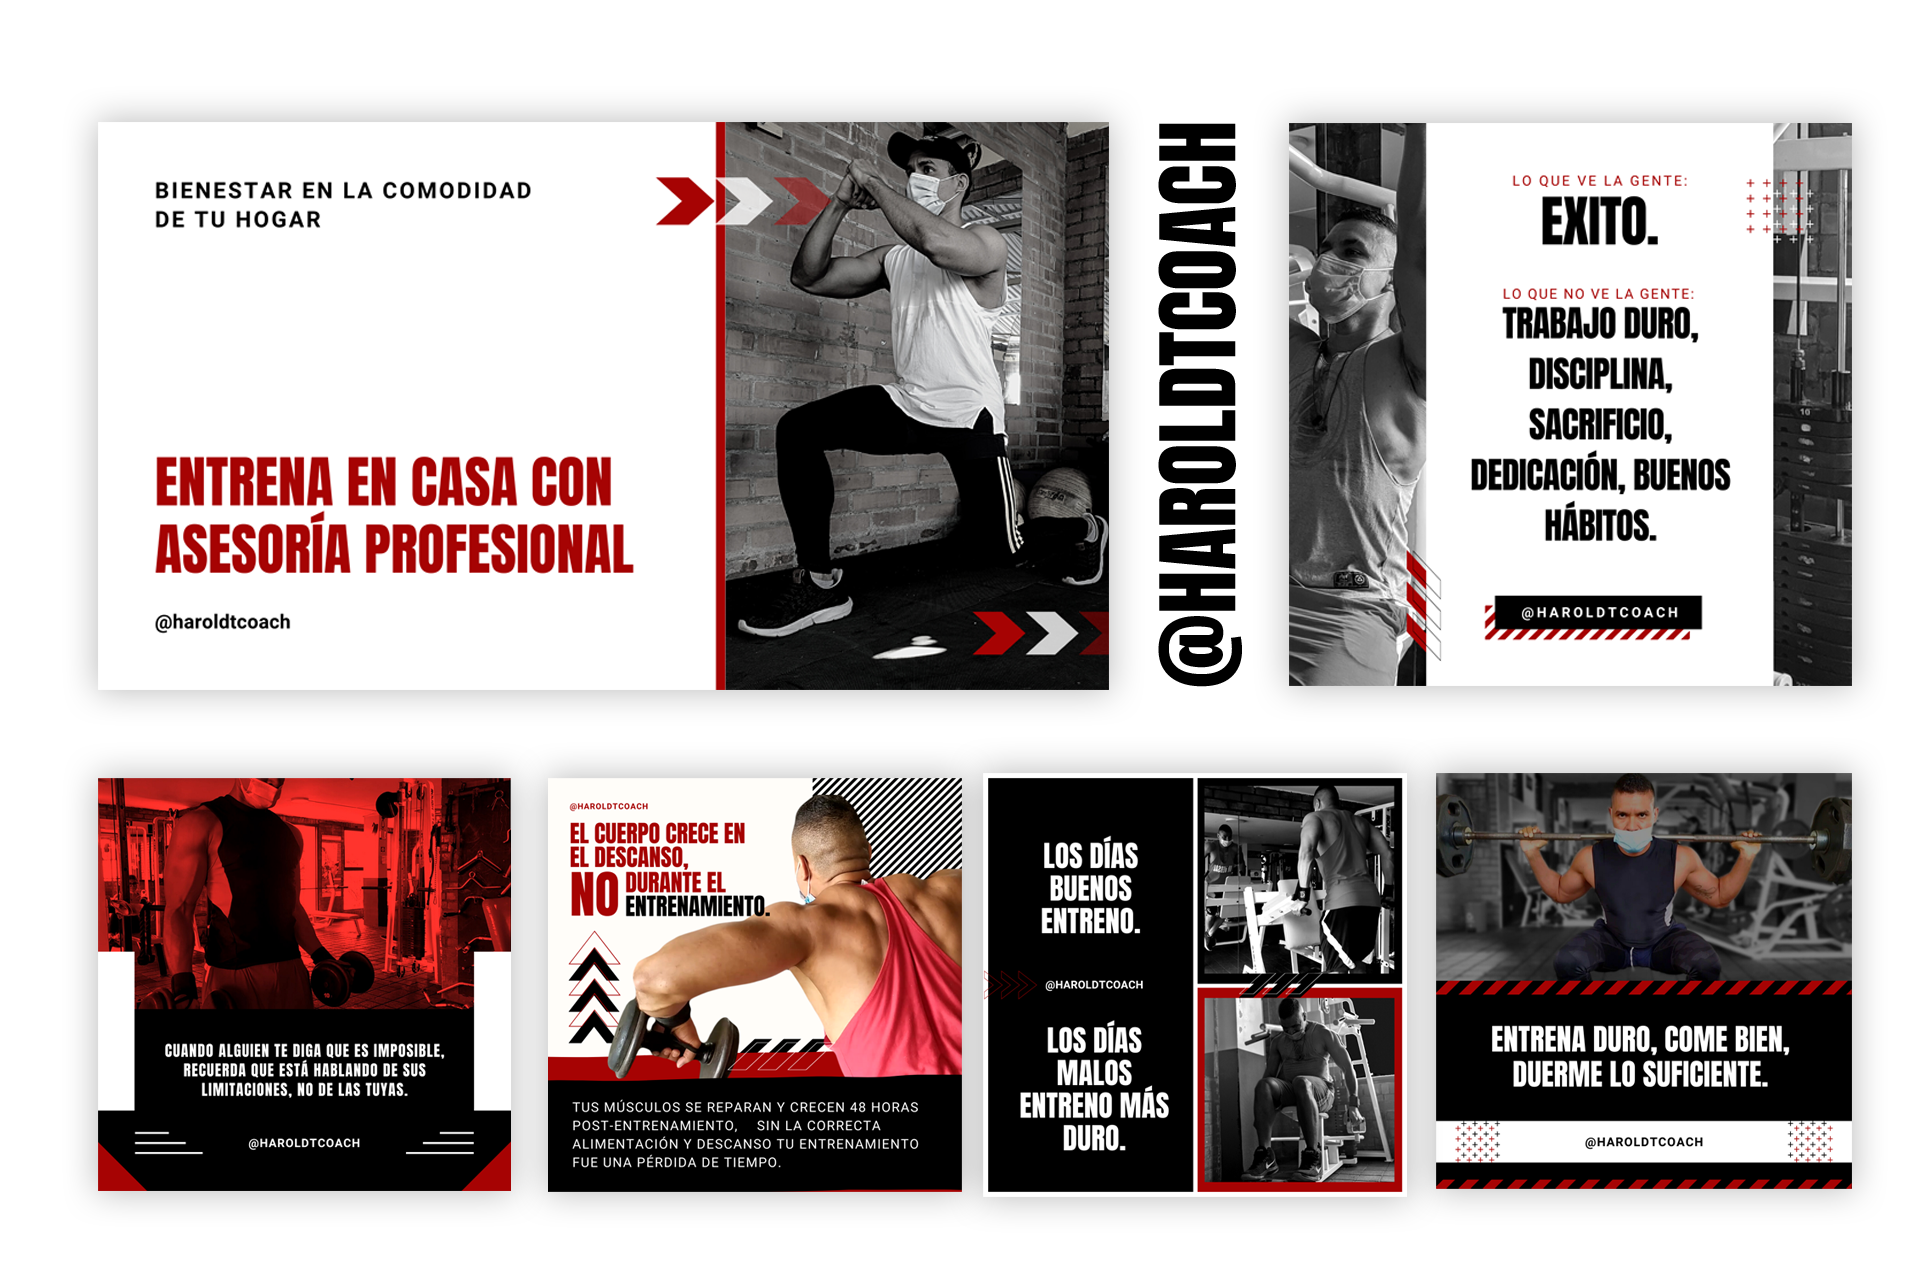 BIENESTAR EN LA COMODIDAD
DE TU HOGAR
ENTRENA EN CASA CON
ASESORÍA PROFESIONAL
@haroldtcoach
@HAROLDTCOACH
LO QUE VE LA GENTE:
EXITO.
LO QUE NO VE LA GENTE:
TRABAJO DURO,
DISCIPLINA,
SACRIFICIO,
DEDICACIÓN, BUENOS
HÁBITOS.
@HAROLDTCOACH
10
CUANDO ALGUIEN TE DIGA QUE ES IMPOSIBLE,
RECUERDA QUE ESTÁ HABLANDO DE SUS
LIMITACIONES, NO DE LAS TUYAS.
@HAROLDTCOACH
@HAROLDTCOACH
EL CUERPO CRECE EN
EL DESCANSO,
NO DURANTE EL
ENTRENAMIENTO.
TUS MÚSCULOS SE REPARAN Y CRECEN 48 HORAS
POST-ENTRENAMIENTO, SIN LA CORRECTA
ALIMENTACIÓN Y DESCANSO TU ENTRENAMIENTO
FUE UNA PÉRDIDA DE TIEMPO.
LOS DÍAS
BUENOS
ENTRENO.
@HAROLDTCOACH
LOS DÍAS
MALOS
ENTRENO MÁS
DURO.
ENTRENA DURO, COME BIEN,
DUERME LO SUFICIENTE.
@HAROLDTCOACH